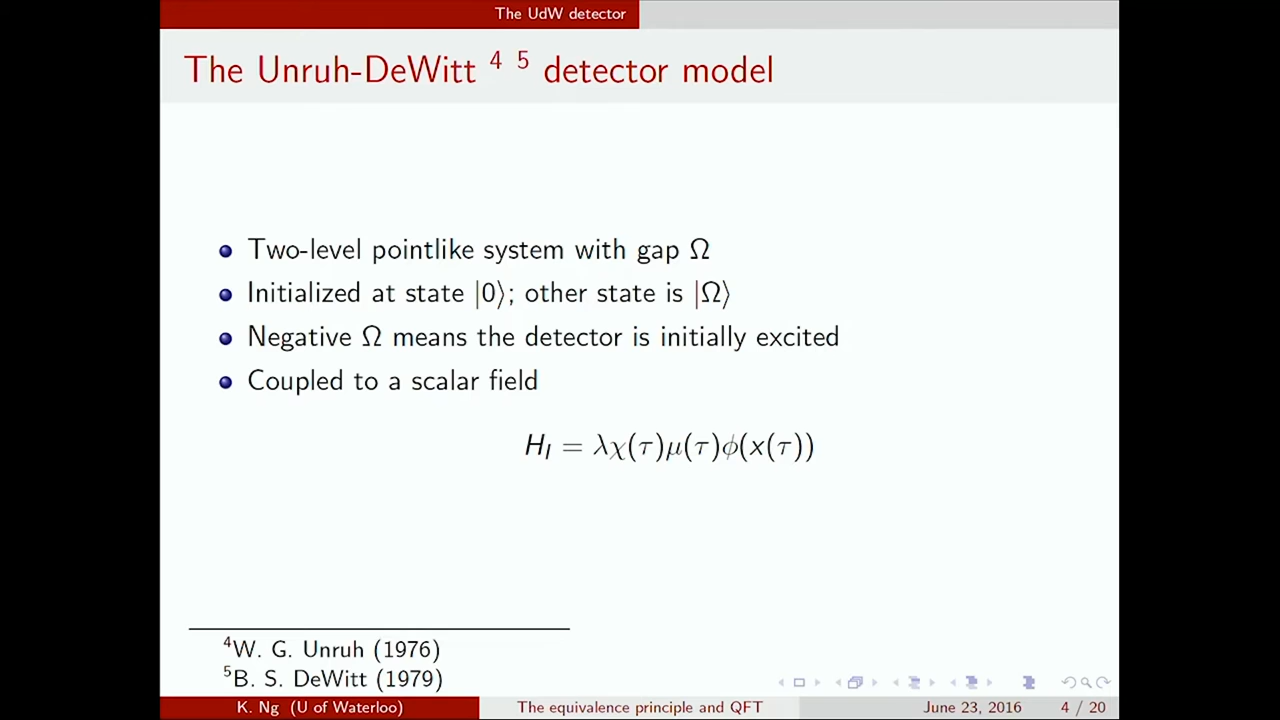 The UdW detector
The Unruh-DeWitt ⁴ ⁵ detector model
Two-level pointlike system with gap Ω
Initialized at state |0⟩; other state is |Ω⟩
Negative Ω means the detector is initially excited
Coupled to a scalar field
H_I = λχ(τ)μ(τ)ϕ(x(τ))
⁴W. G. Unruh (1976)
⁵B. S. DeWitt (1979)
K. Ng (U of Waterloo) The equivalence principle and QFT June 23, 2016 4 / 20